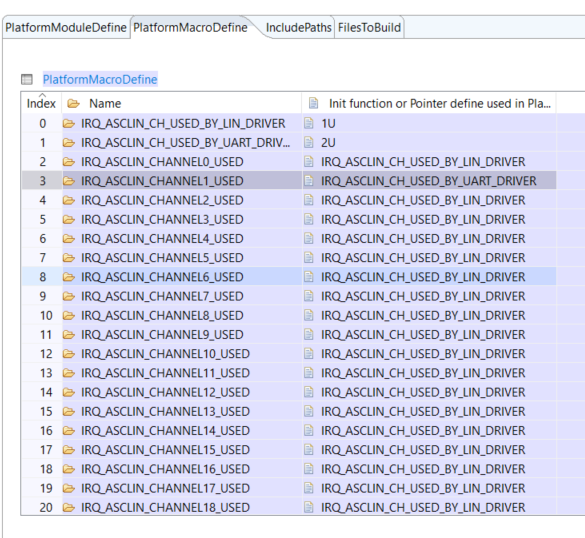 PlatformModuleDefine PlatformMacroDefine IncludePaths FilesToBuild
PlatformMacroDefine
Index Name Init function or Pointer define used in Pla...
0 IRQ_ASCLIN_CH_USED_BY_LIN_DRIVER 1U
1 IRQ_ASCLIN_CH_USED_BY_UART_DRIV... 2U
2 IRQ_ASCLIN_CHANNEL0_USED IRQ_ASCLIN_CH_USED_BY_LIN_DRIVER
3 IRQ_ASCLIN_CHANNEL1_USED IRQ_ASCLIN_CH_USED_BY_UART_DRIVER
4 IRQ_ASCLIN_CHANNEL2_USED IRQ_ASCLIN_CH_USED_BY_LIN_DRIVER
5 IRQ_ASCLIN_CHANNEL3_USED IRQ_ASCLIN_CH_USED_BY_LIN_DRIVER
6 IRQ_ASCLIN_CHANNEL4_USED IRQ_ASCLIN_CH_USED_BY_LIN_DRIVER
7 IRQ_ASCLIN_CHANNEL5_USED IRQ_ASCLIN_CH_USED_BY_LIN_DRIVER
8 IRQ_ASCLIN_CHANNEL6_USED IRQ_ASCLIN_CH_USED_BY_LIN_DRIVER
9 IRQ_ASCLIN_CHANNEL7_USED IRQ_ASCLIN_CH_USED_BY_LIN_DRIVER
10 IRQ_ASCLIN_CHANNEL8_USED IRQ_ASCLIN_CH_USED_BY_LIN_DRIVER
11 IRQ_ASCLIN_CHANNEL9_USED IRQ_ASCLIN_CH_USED_BY_LIN_DRIVER
12 IRQ_ASCLIN_CHANNEL10_USED IRQ_ASCLIN_CH_USED_BY_LIN_DRIVER
13 IRQ_ASCLIN_CHANNEL11_USED IRQ_ASCLIN_CH_USED_BY_LIN_DRIVER
14 IRQ_ASCLIN_CHANNEL12_USED IRQ_ASCLIN_CH_USED_BY_LIN_DRIVER
15 IRQ_ASCLIN_CHANNEL13_USED IRQ_ASCLIN_CH_USED_BY_LIN_DRIVER
16 IRQ_ASCLIN_CHANNEL14_USED IRQ_ASCLIN_CH_USED_BY_LIN_DRIVER
17 IRQ_ASCLIN_CHANNEL15_USED IRQ_ASCLIN_CH_USED_BY_LIN_DRIVER
18 IRQ_ASCLIN_CHANNEL16_USED IRQ_ASCLIN_CH_USED_BY_LIN_DRIVER
19 IRQ_ASCLIN_CHANNEL17_USED IRQ_ASCLIN_CH_USED_BY_LIN_DRIVER
20 IRQ_ASCLIN_CHANNEL18_USED IRQ_ASCLIN_CH_USED_BY_LIN_DRIVER